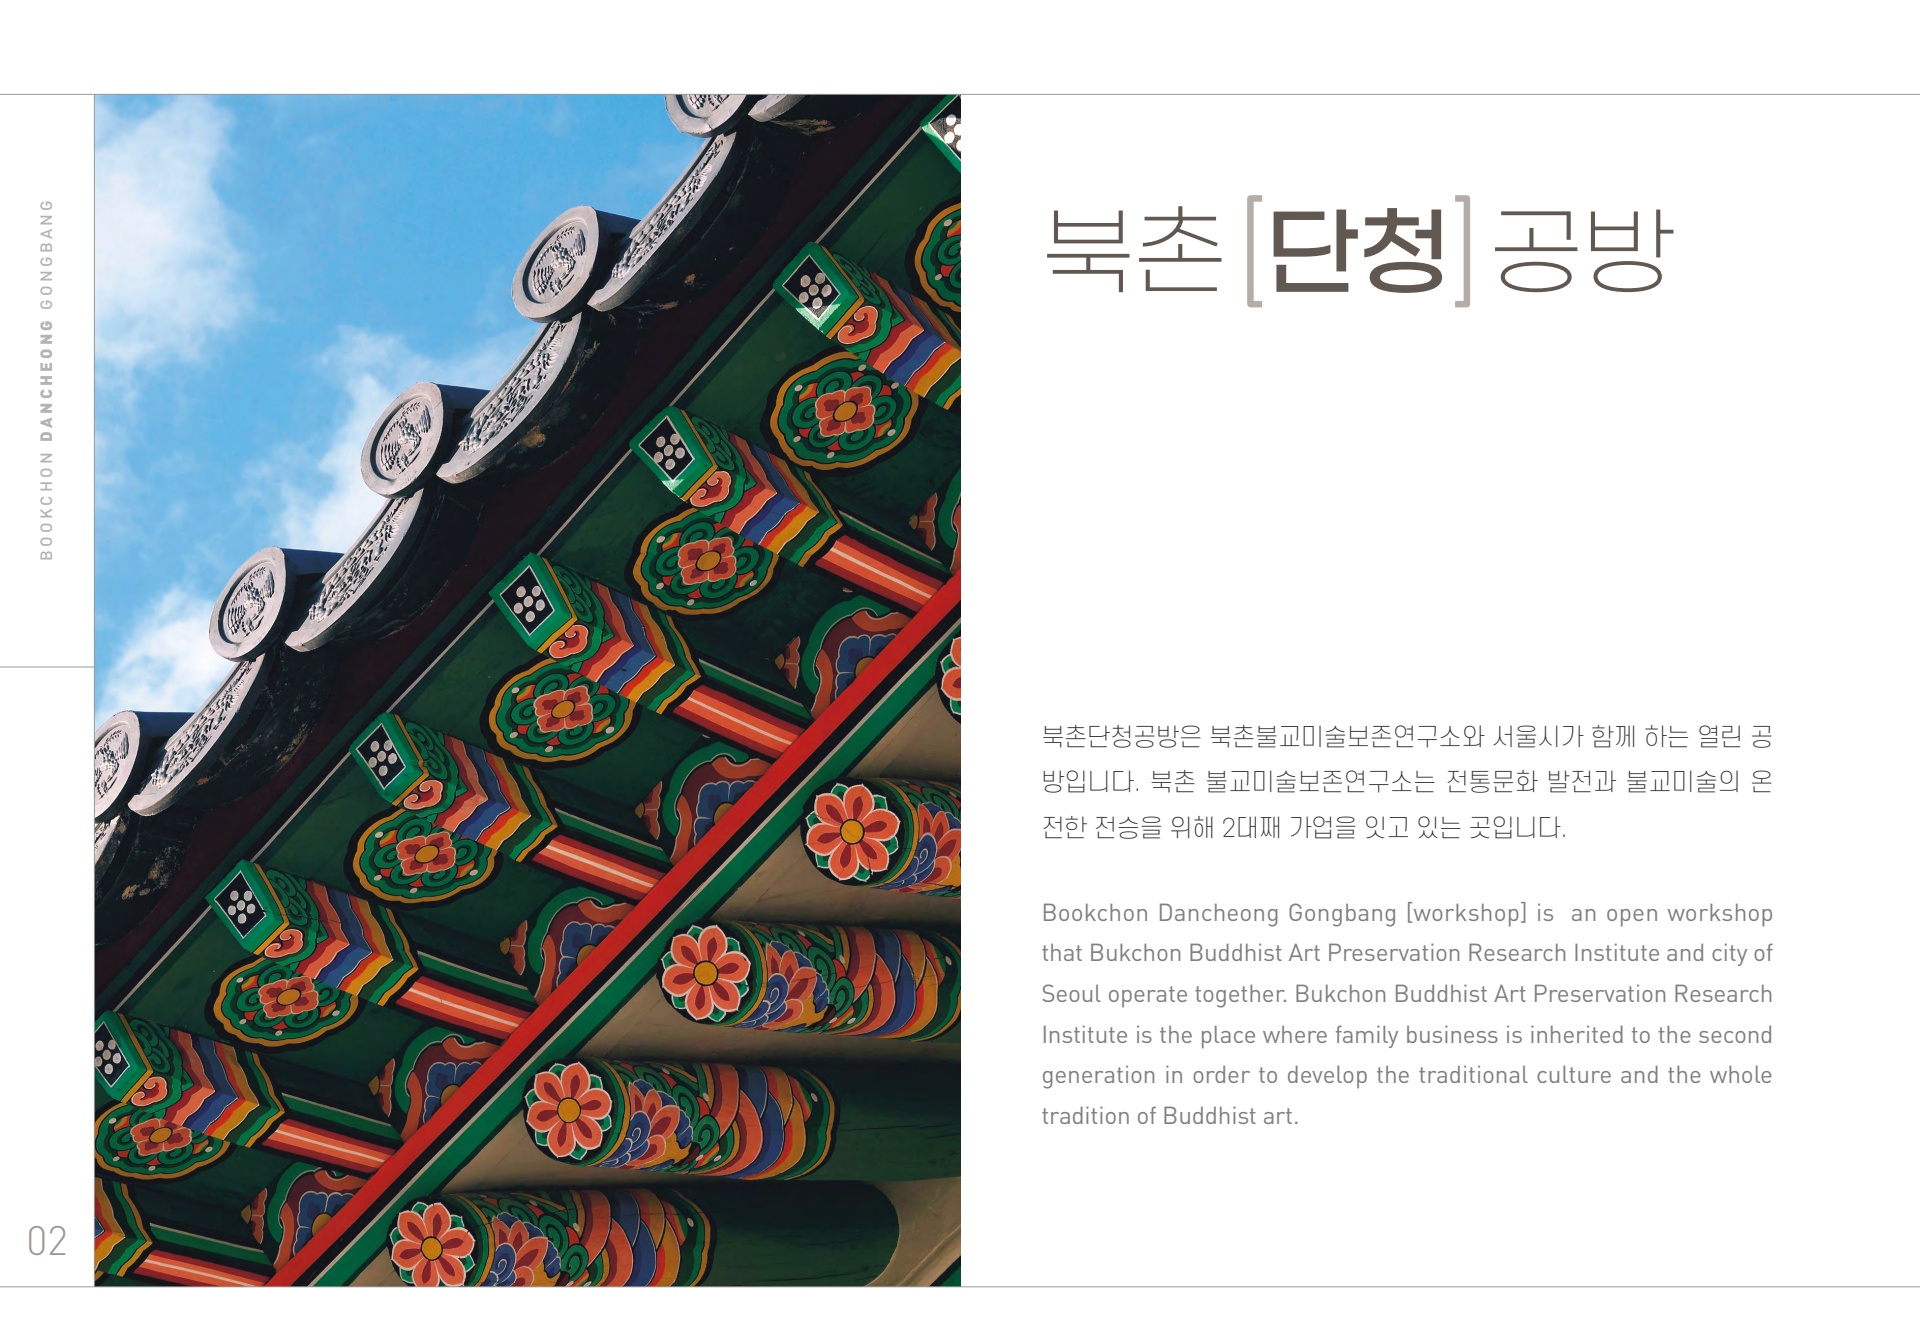 BOOKCHON DANCHEONG GONGBANG
02
북촌[단청]공방
북촌단청공방은 북촌불교미술보존연구소와 서울시가 함께 하는 열린 공
방입니다. 북촌 불교미술보존연구소는 전통문화 발전과 불교미술의 온
전한 전승을 위해 2대째 가업을 잇고 있는 곳입니다.
Bookchon Dancheong Gongbang [workshop] is  an open workshop
that Bukchon Buddhist Art Preservation Research Institute and city of
Seoul operate together. Bukchon Buddhist Art Preservation Research
Institute is the place where family business is inherited to the second
generation in order to develop the traditional culture and the whole
tradition of Buddhist art.